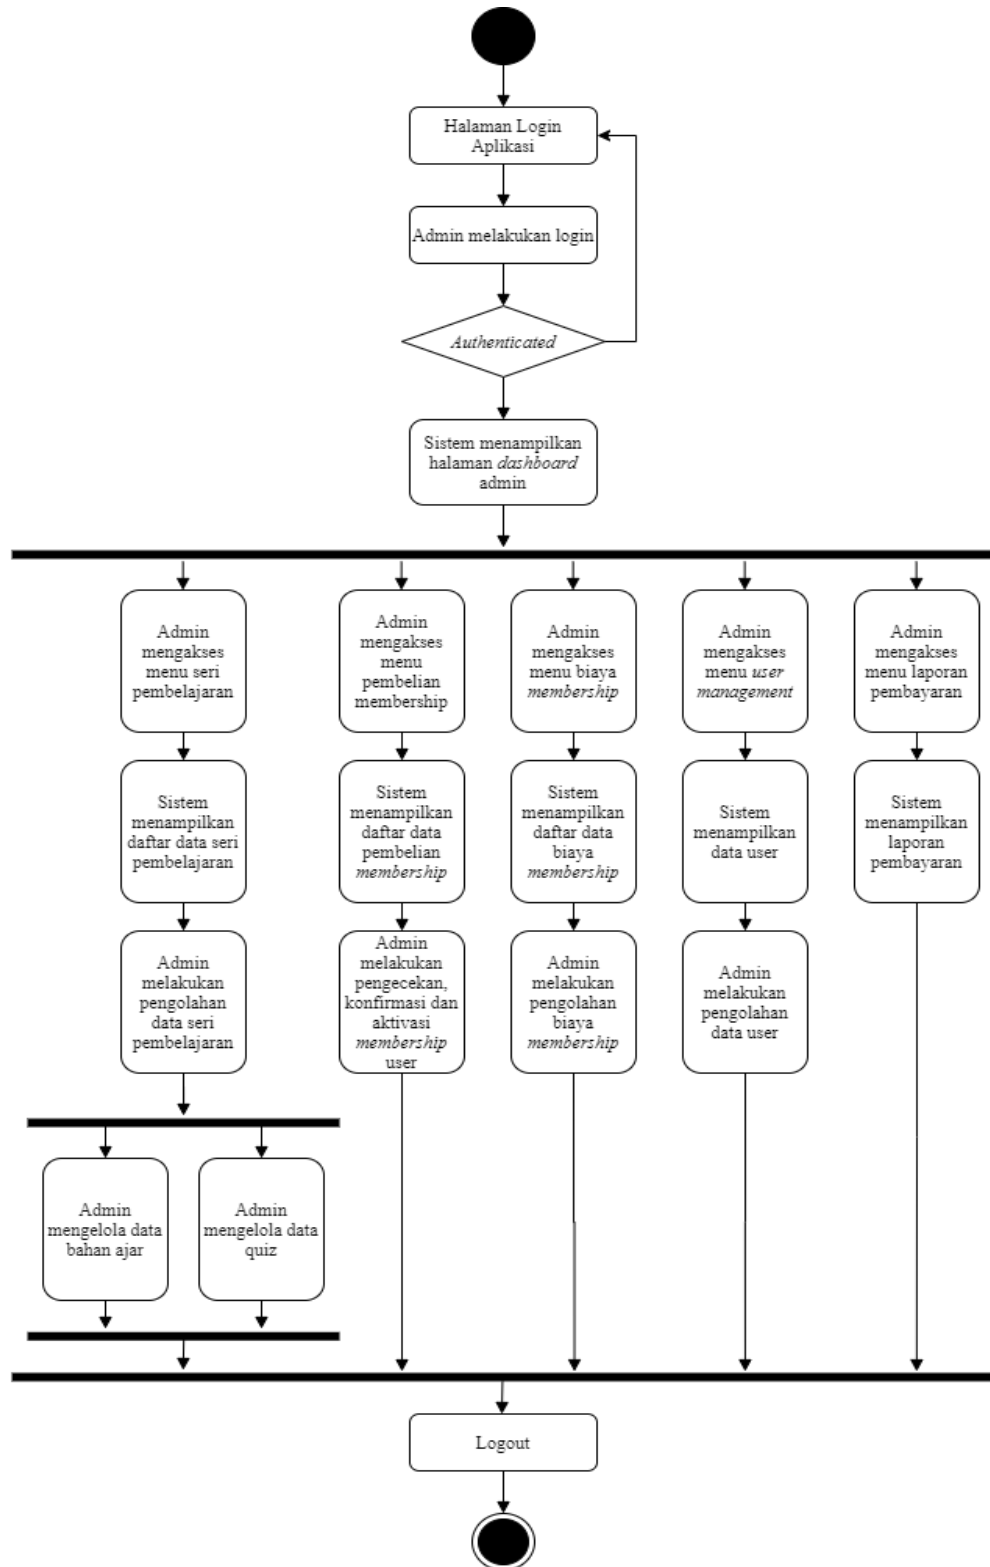 Halaman Login
Aplikasi
Admin melakukan login
Authenticated
Sistem menampilkan
halaman dashboard
admin
Admin
mengakses
menu seri
pembelajaran
Admin
mengakses
menu
pembelian
membership
Admin
mengakses
menu biaya
membership
Admin
mengakses
menu user
management
Admin
mengakses
menu laporan
pembayaran
Sistem
menampilkan
daftar data seri
pembelajaran
Sistem
menampilkan
daftar data
pembelian
membership
Sistem
menampilkan
daftar data
biaya
membership
Sistem
menampilkan
data user
Sistem
menampilkan
laporan
pembayaran
Admin
melakukan
pengolahan
data seri
pembelajaran
Admin
melakukan
pengecekan,
konfirmasi dan
aktivasi
membership
user
Admin
melakukan
pengolahan
biaya
membership
Admin
melakukan
pengolahan
data user
Admin
mengelola data
bahan ajar
Admin
mengelola data
quiz
Logout